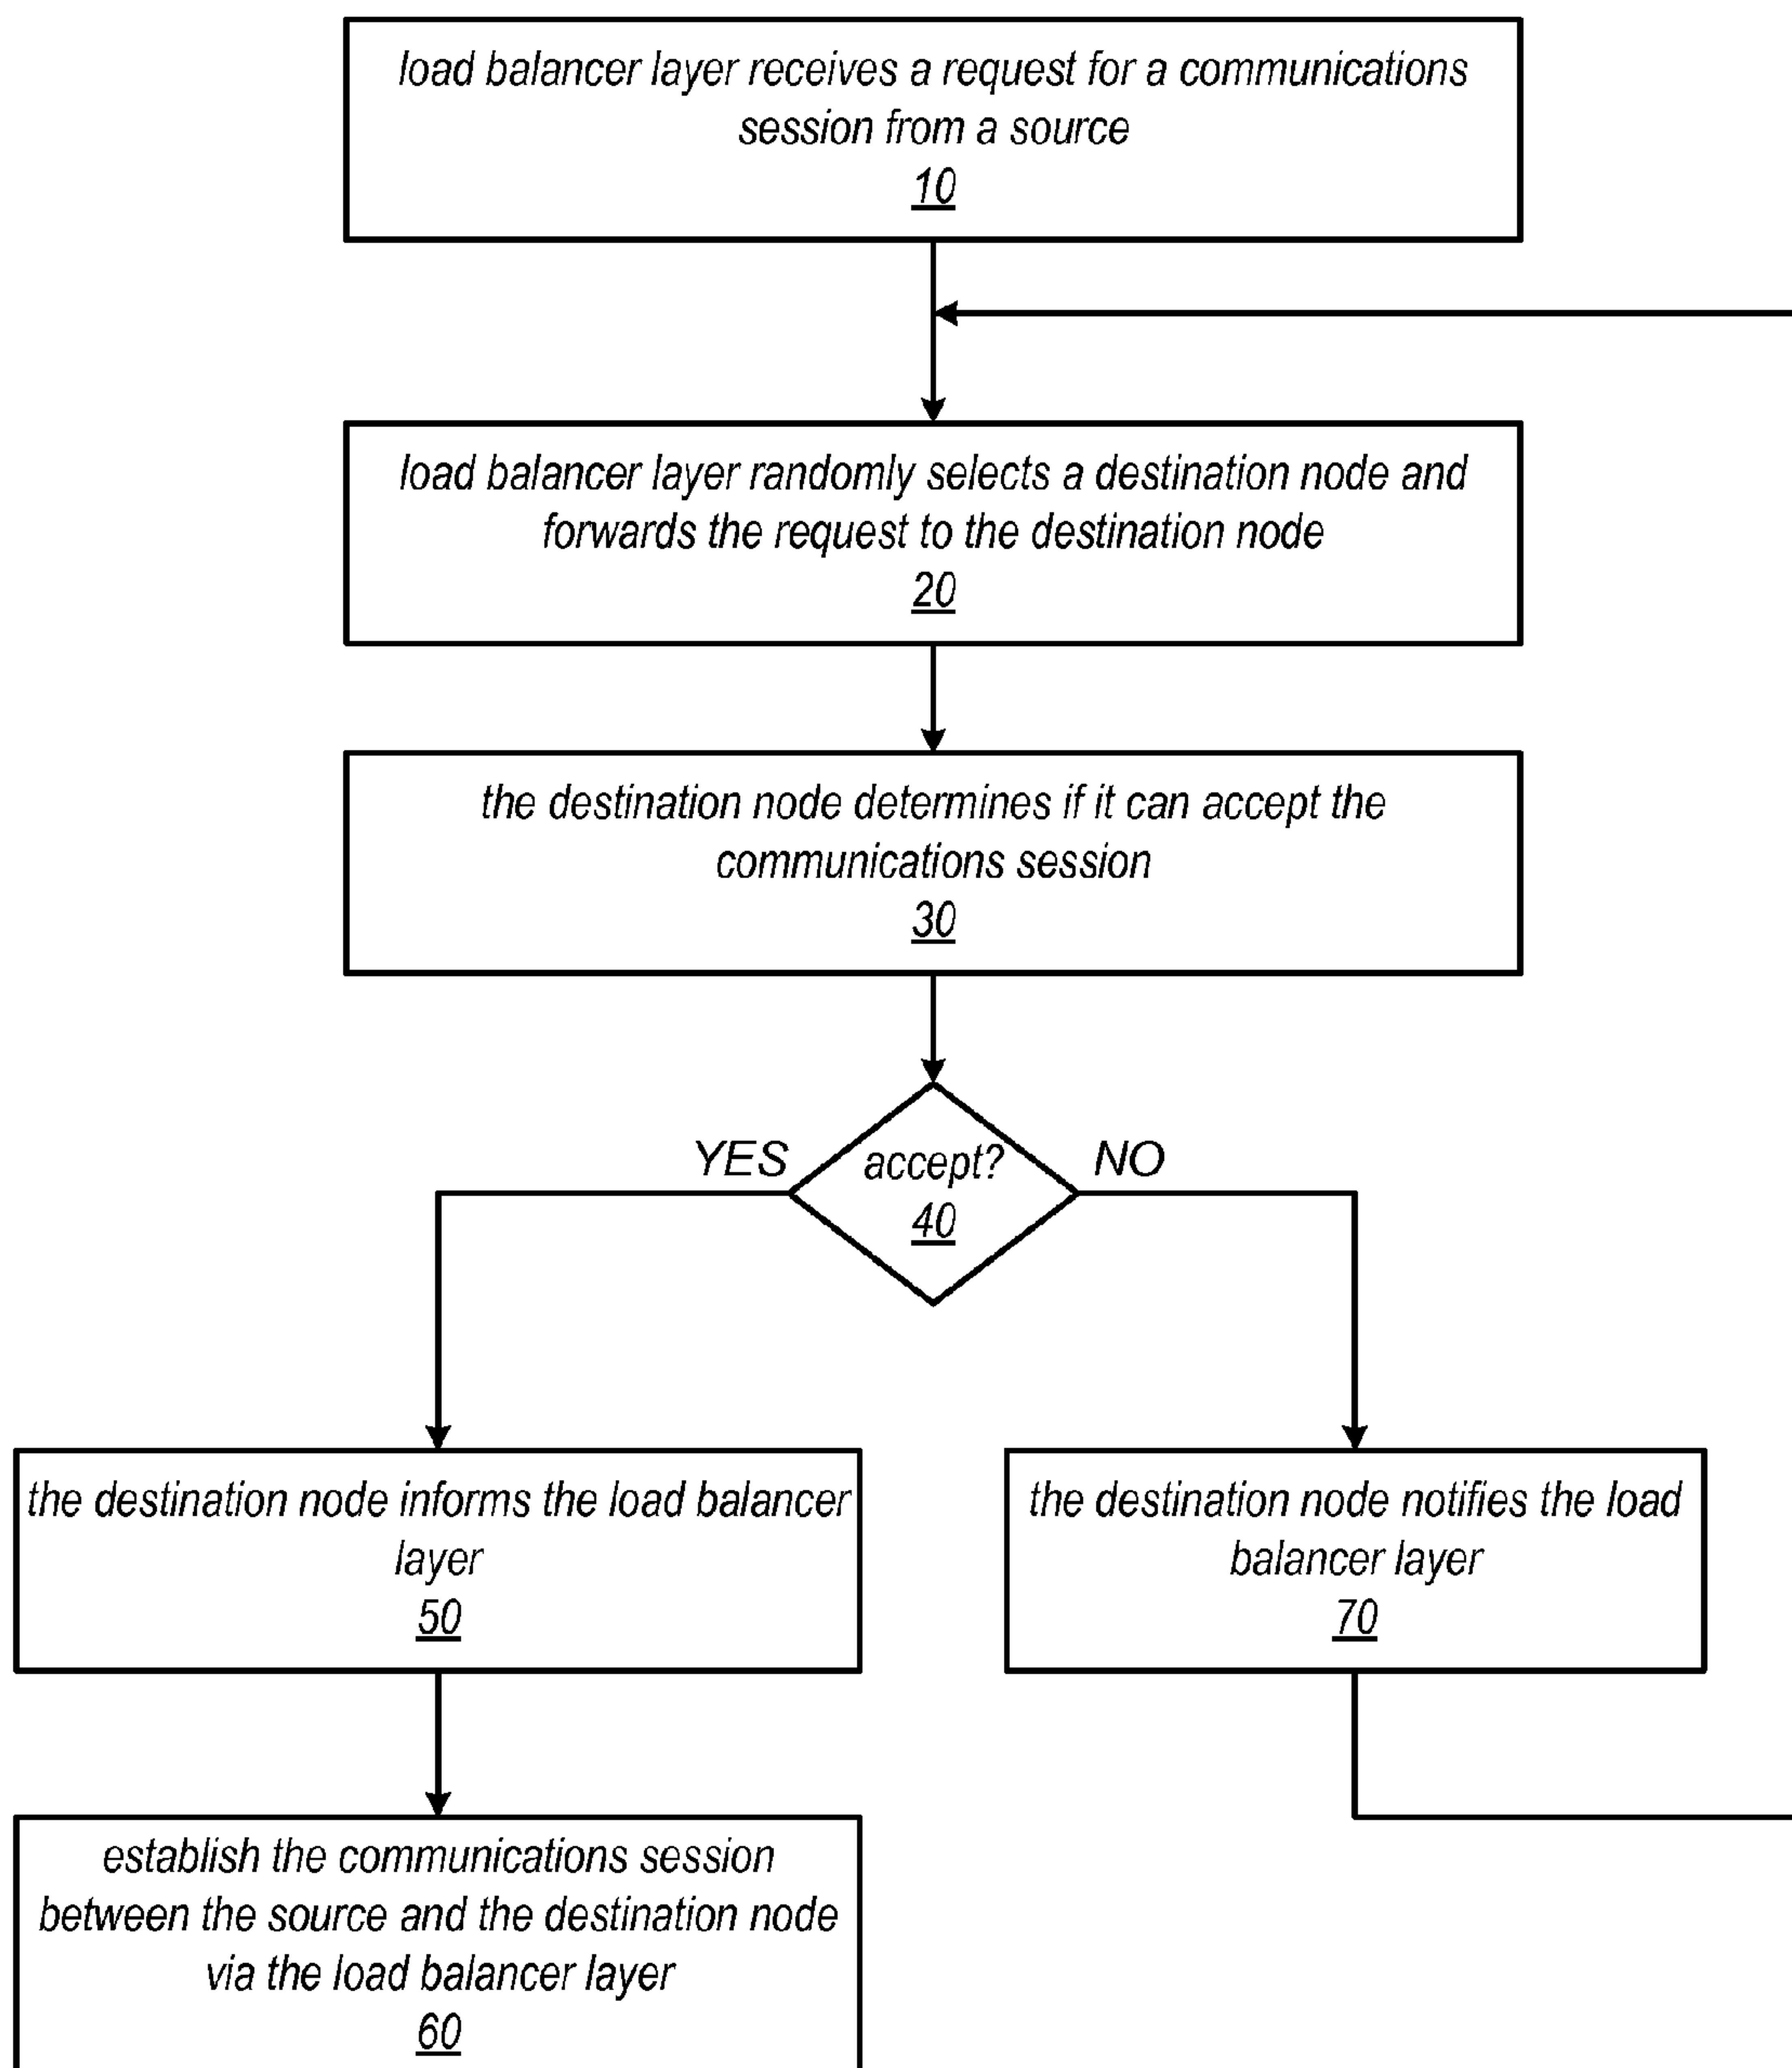 load balancer layer receives a request for a communications
session from a source
10
load balancer layer randomly selects a destination node and
forwards the request to the destination node
20
the destination node determines if it can accept the
communications session
30
YES
accept?
NO
40
the destination node informs the load balancer
layer
50
the destination node notifies the load
balancer layer
70
establish the communications session
between the source and the destination node
via the load balancer layer
60